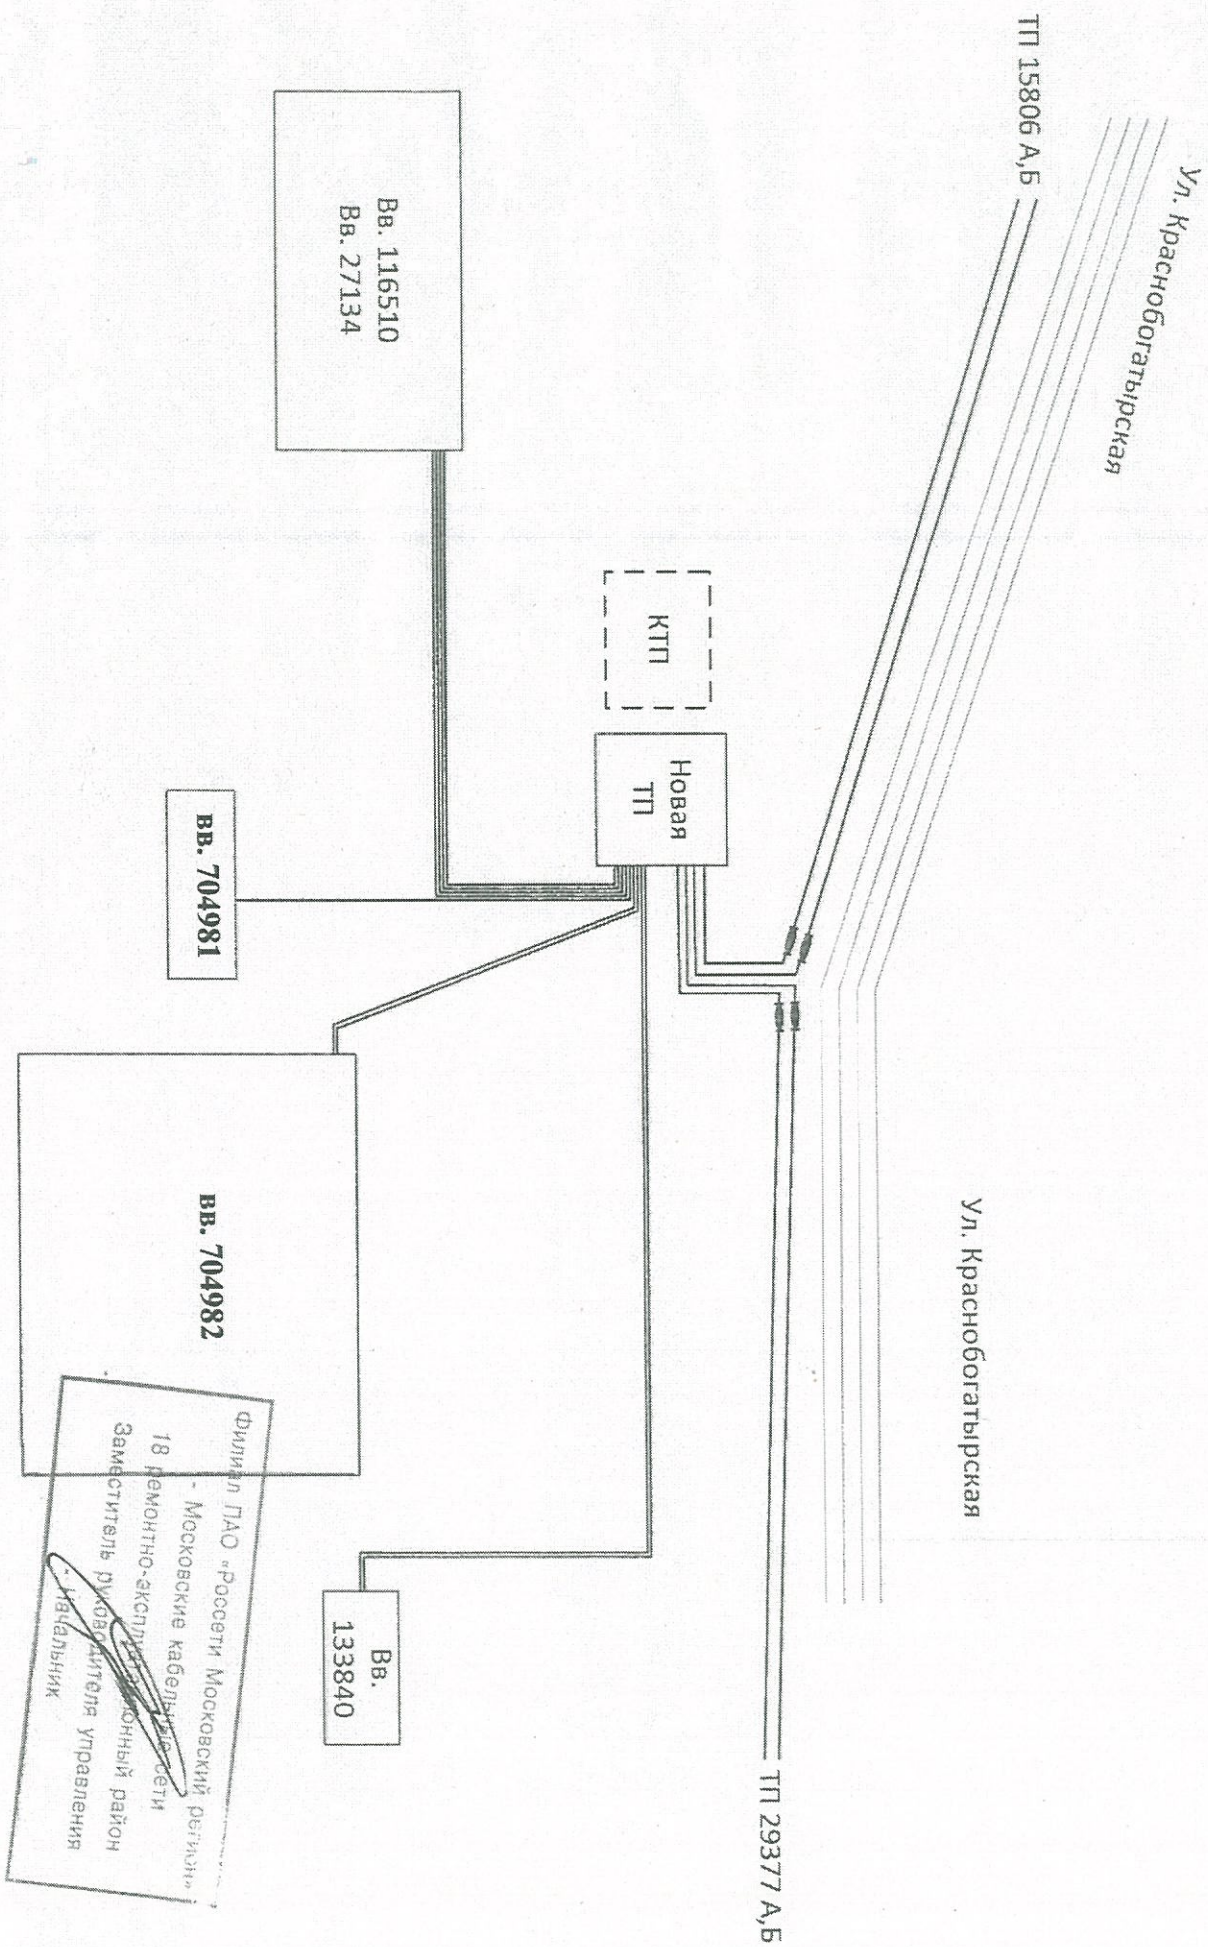 Ул. Краснобогатырская
ТП 15806 А,Б
Ул. Краснобогатырская
ТП 29377 А,Б
КТП
Новая
ТП
Вв. 116510
Вв. 27134
вв. 704981
вв. 704982
Вв.
133840
Филиал ПАО «Россети Московский регион»
- Московские кабельные сети
18 ремонтно-эксплуатационный район
Заместитель руководителя управления
- Начальник